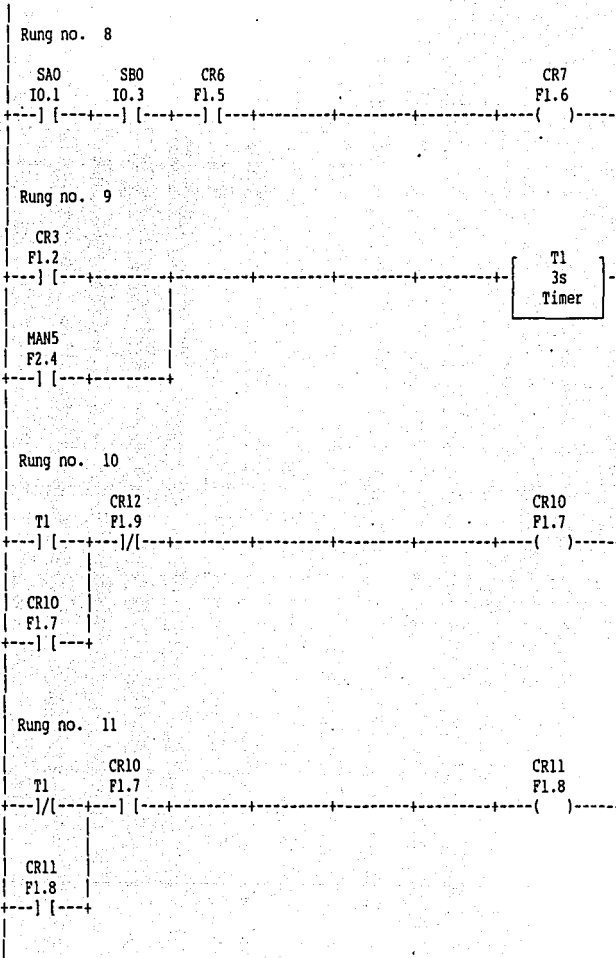 Rung no. 8
SA0 SB0 CR6 CR7
I0.1 I0.3 F1.5 F1.6
Rung no. 9
CR3
F1.2
T1
3s
Timer
MAN5
F2.4
Rung no. 10
CR12 CR10
T1 F1.9 F1.7
CR10
F1.7
Rung no. 11
CR10 CR11
T1 F1.7 F1.8
CR11
F1.8